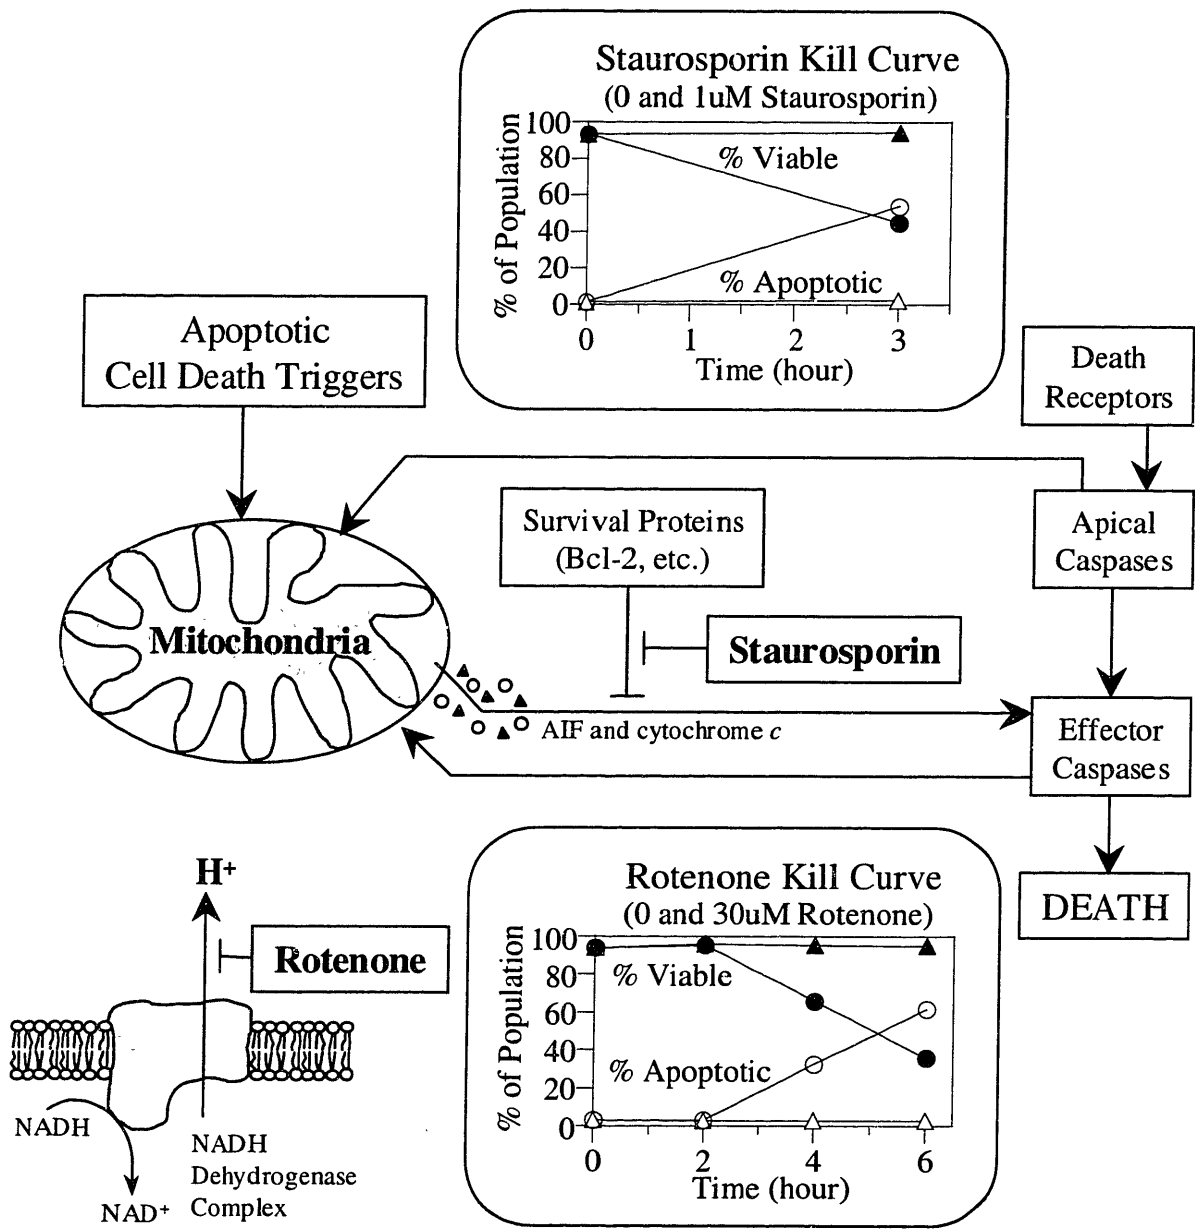 Staurosporin Kill Curve
(0 and 1uM Staurosporin)
% of Population
100
80
60
40
20
0
% Viable
% Apoptotic
0 1 2 3
Time (hour)
Apoptotic
Cell Death Triggers
Death
Receptors
Survival Proteins
(Bcl-2, etc.)
Apical
Caspases
Mitochondria
Staurosporin
AIF and cytochrome c
Effector
Caspases
DEATH
H+
Rotenone
NADH
NAD+
NADH
Dehydrogenase
Complex
Rotenone Kill Curve
(0 and 30uM Rotenone)
% of Population
100
80
60
40
20
0
% Viable
% Apoptotic
0 2 4 6
Time (hour)